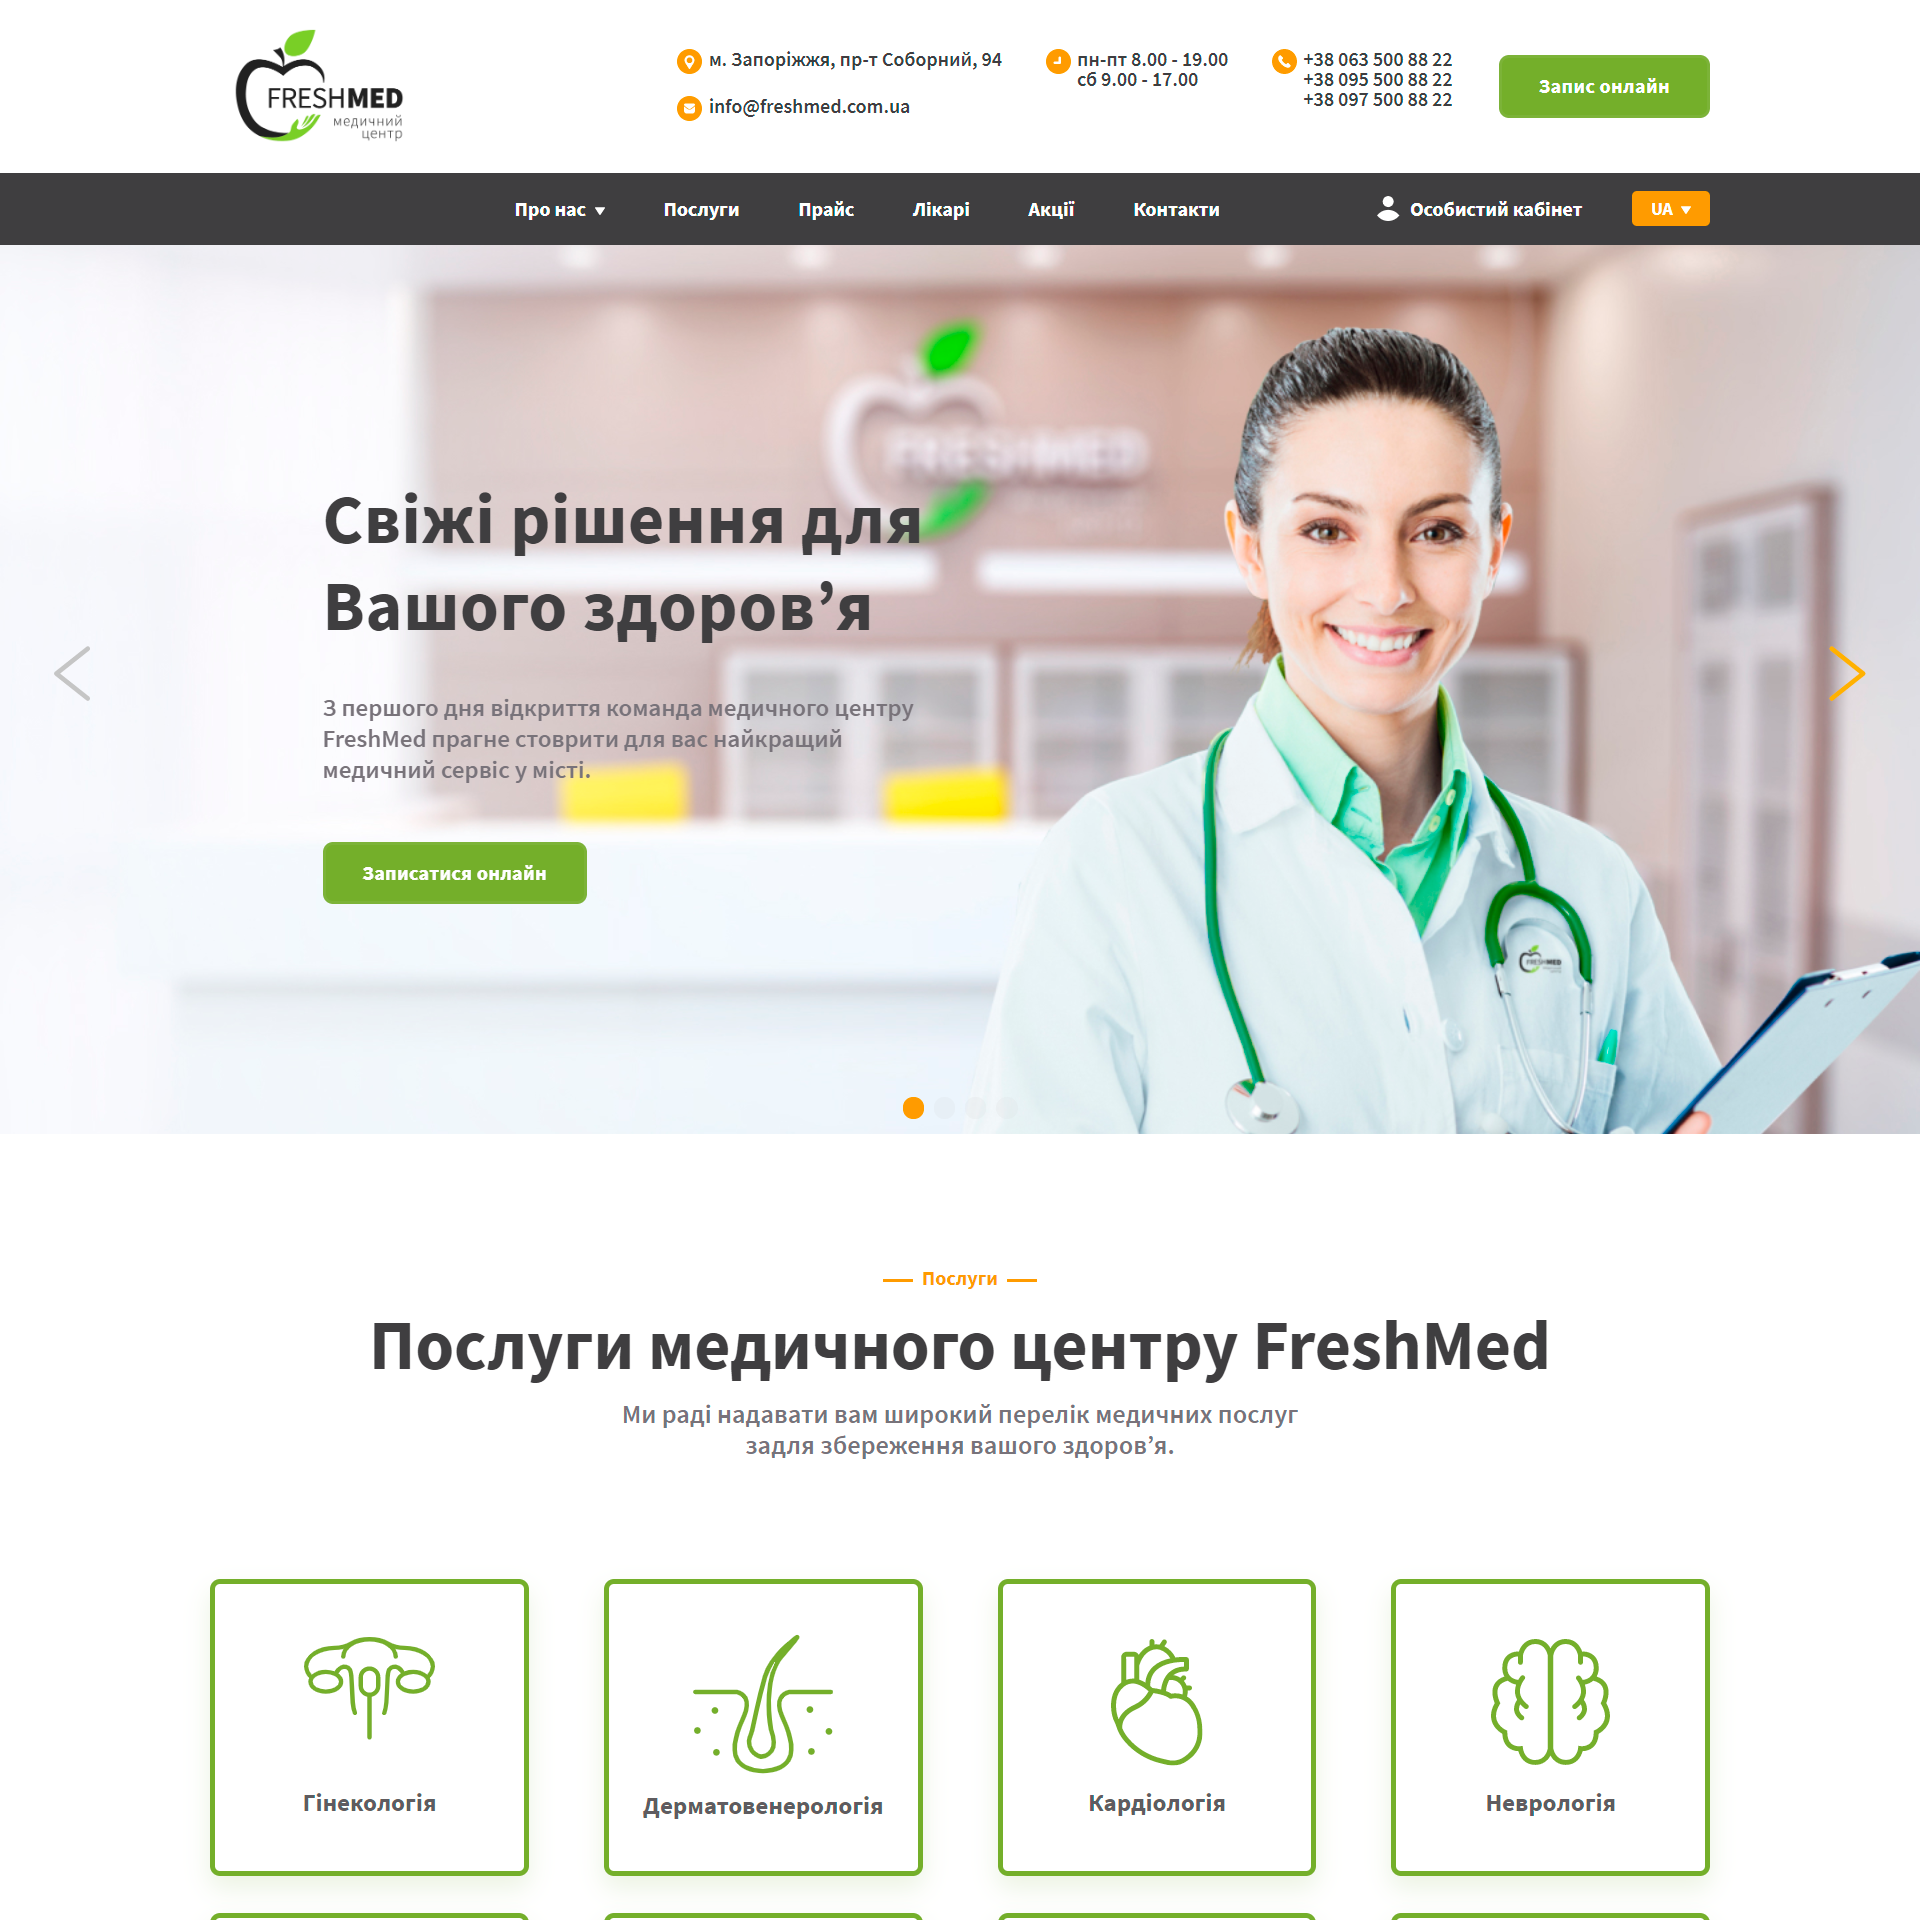 FRESHMED
медичний
центр
м. Запоріжжя, пр-т Соборний, 94
info@freshmed.com.ua
пн-пт 8.00 - 19.00
сб 9.00 - 17.00
+38 063 500 88 22
+38 095 500 88 22
+38 097 500 88 22
Запис онлайн
Про нас
Послуги
Прайс
Лікарі
Акції
Контакти
Особистий кабінет
UA
FRESHMED
Свіжі рішення для
Вашого здоров’я
З першого дня відкриття команда медичного центру
FreshMed прагне стоврити для вас найкращий
медичний сервіс у місті.
Записатися онлайн
FRESHMED
Послуги
Послуги медичного центру FreshMed
Ми раді надавати вам широкий перелік медичних послуг
задля збереження вашого здоров’я.
Гінекологія
Дерматовенерологія
Кардіологія
Неврологія